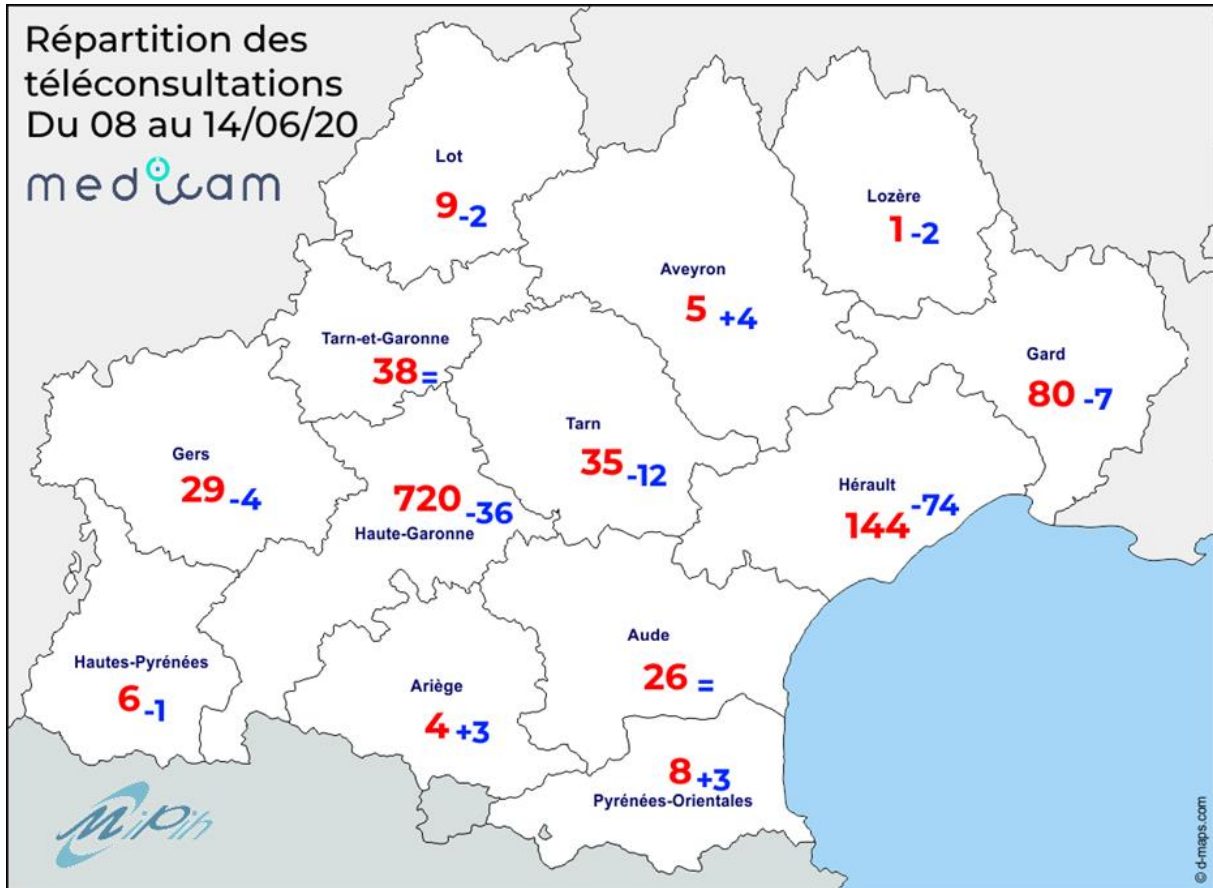 Répartition des
téléconsultations
Du 08 au 14/06/20
medicam
Lot
9 -2
Lozère
1 -2
Aveyron
5 +4
Tarn-et-Garonne
38 =
Gard
80 -7
Tarn
35 -12
Gers
29 -4
Hérault
144 -74
720 -36
Haute-Garonne
Aude
26 =
Hautes-Pyrénées
6 -1
Ariège
4 +3
8 +3
Pyrénées-Orientales
MiPih
© d-maps.com